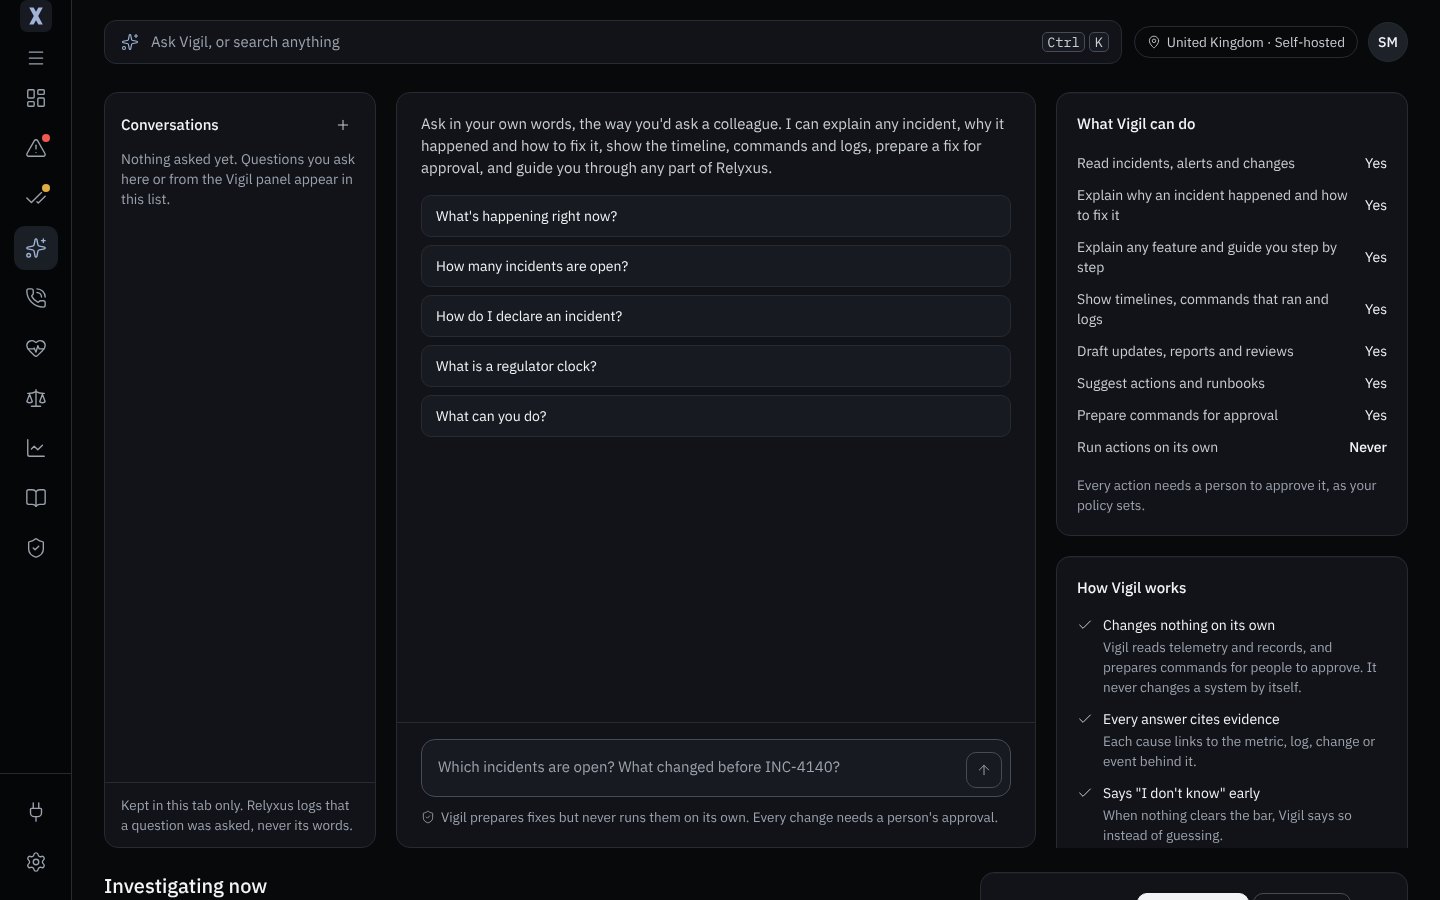 Ask Vigil, or search anything
Ctrl K
United Kingdom · Self-hosted
SM
Conversations
Nothing asked yet. Questions you ask
here or from the Vigil panel appear in
this list.
Kept in this tab only. Relyxus logs that
a question was asked, never its words.
Ask in your own words, the way you'd ask a colleague. I can explain any incident, why it
happened and how to fix it, show the timeline, commands and logs, prepare a fix for
approval, and guide you through any part of Relyxus.
What's happening right now?
How many incidents are open?
How do I declare an incident?
What is a regulator clock?
What can you do?
Which incidents are open? What changed before INC-4140?
Vigil prepares fixes but never runs them on its own. Every change needs a person's approval.
What Vigil can do
Read incidents, alerts and changes Yes
Explain why an incident happened and how
to fix it Yes
Explain any feature and guide you step by
step Yes
Show timelines, commands that ran and
logs Yes
Draft updates, reports and reviews Yes
Suggest actions and runbooks Yes
Prepare commands for approval Yes
Run actions on its own Never
Every action needs a person to approve it, as your
policy sets.
How Vigil works
Changes nothing on its own
Vigil reads telemetry and records, and
prepares commands for people to approve. It
never changes a system by itself.
Every answer cites evidence
Each cause links to the metric, log, change or
event behind it.
Says "I don't know" early
When nothing clears the bar, Vigil says so
instead of guessing.
Investigating now